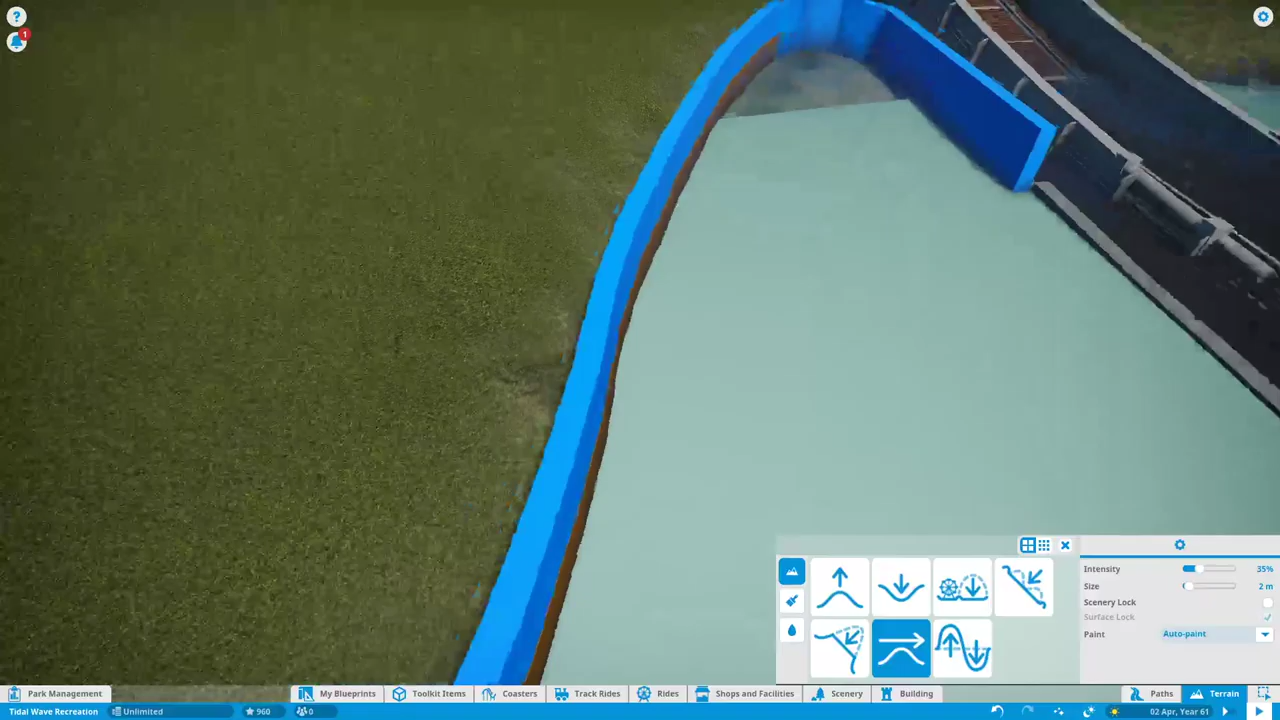 ?
1
Intensity 35%
Size 2 m
Scenery Lock
Surface Lock
Paint Auto-paint
Park Management My Blueprints Toolkit Items Coasters Track Rides Rides Shops and Facilities Scenery Building Paths Terrain
Tidal Wave Recreation Unlimited 960 0 02 Apr, Year 61